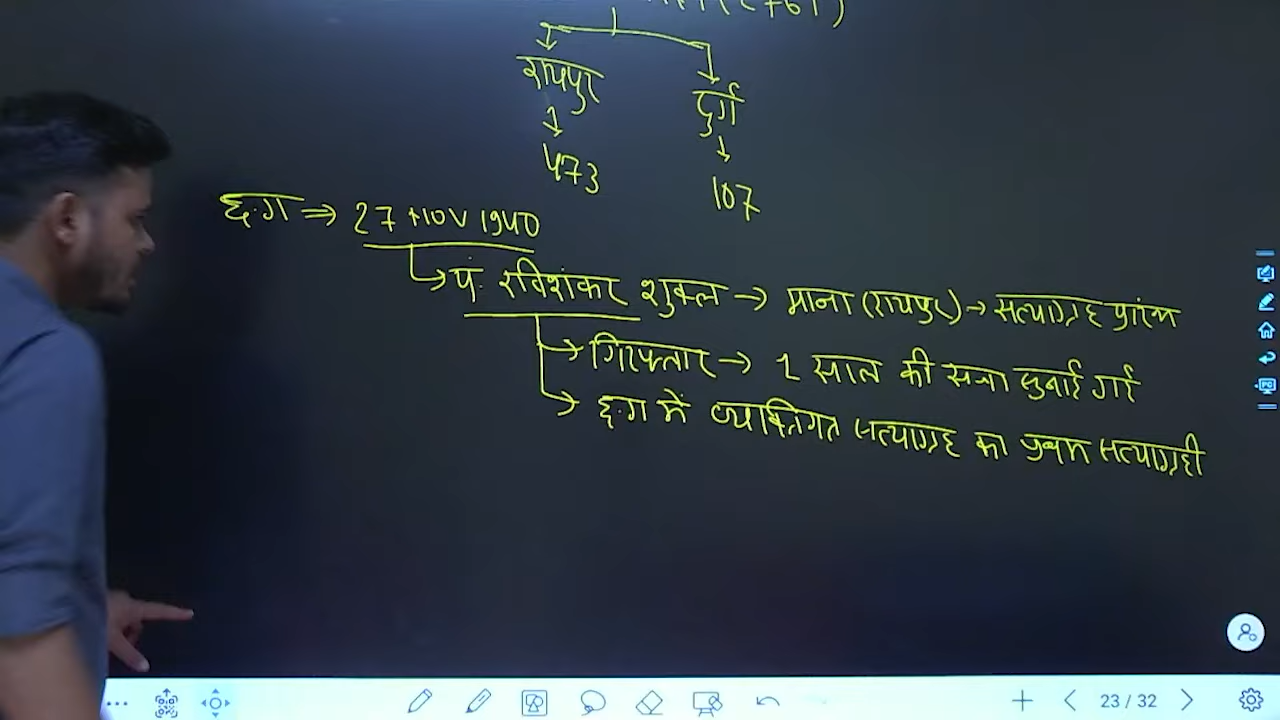 रायपुर दुर्ग
473 107
छ.ग ⇒ 27 Nov 1940
→ पं. रविशंकर शुक्ल → माना (रायपुर) → सत्याग्रह प्रारंभ
→ गिरफ्तार → 1 साल की सजा सुनाई गई
→ छ.ग में व्यक्तिगत सत्याग्रह का प्रथम सत्याग्रही
PC
23 / 32